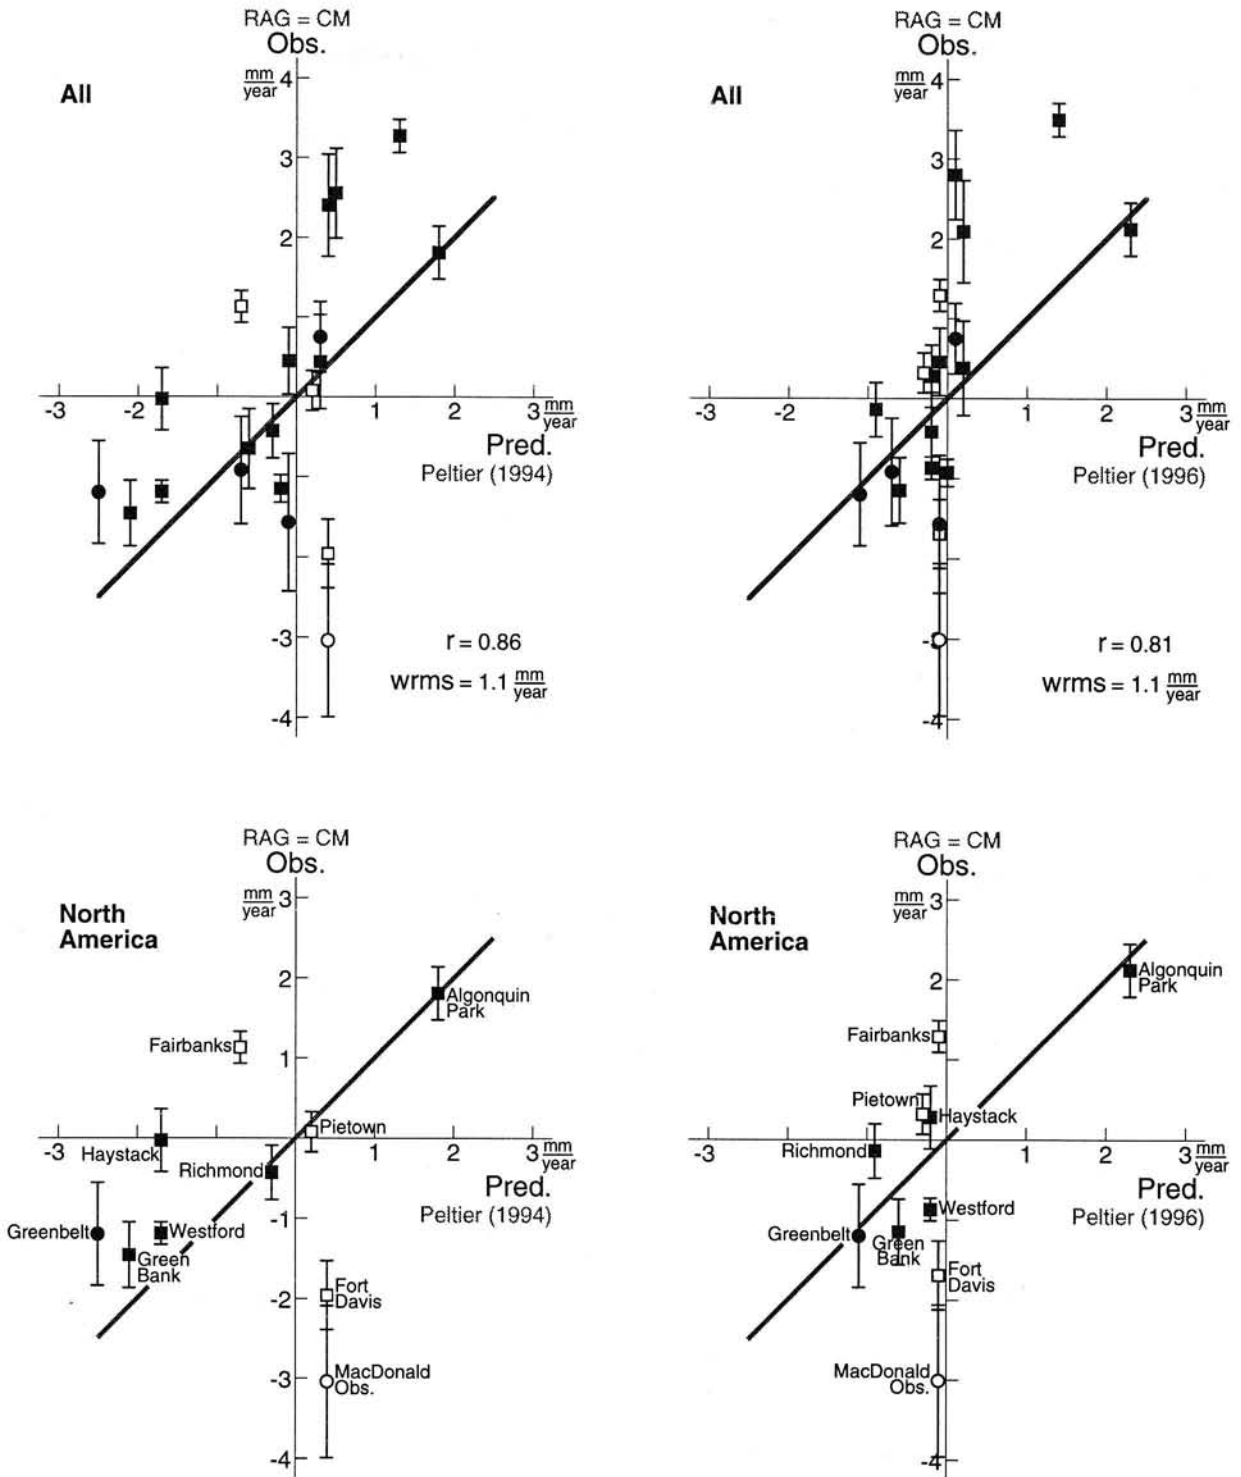 RAG = CM
Obs.
mm
year
4
All
3
2
-3
-2
1
2
3
mm
year
Pred.
Peltier (1994)
-3
r = 0.86
wrms = 1.1 mm
year
-4
RAG = CM
Obs.
mm
year
4
All
3
2
-3
-2
1
2
3
mm
year
Pred.
Peltier (1996)
r = 0.81
wrms = 1.1 mm
year
-4
RAG = CM
Obs.
mm
year
3
North
America
2
Algonquin
Park
Fairbanks
1
Pietown
-3
Haystack
1
2
3
mm
year
Richmond
Pred.
Peltier (1994)
-1
Greenbelt
Westford
Green
Bank
-2
Fort
Davis
-3
MacDonald
Obs.
-4
RAG = CM
Obs.
mm
year
3
North
America
2
Algonquin
Park
Fairbanks
Pietown
Haystack
-3
Richmond
1
2
3
mm
year
Pred.
Peltier (1996)
Westford
Greenbelt
Green
Bank
Fort
Davis
MacDonald
Obs.
-4